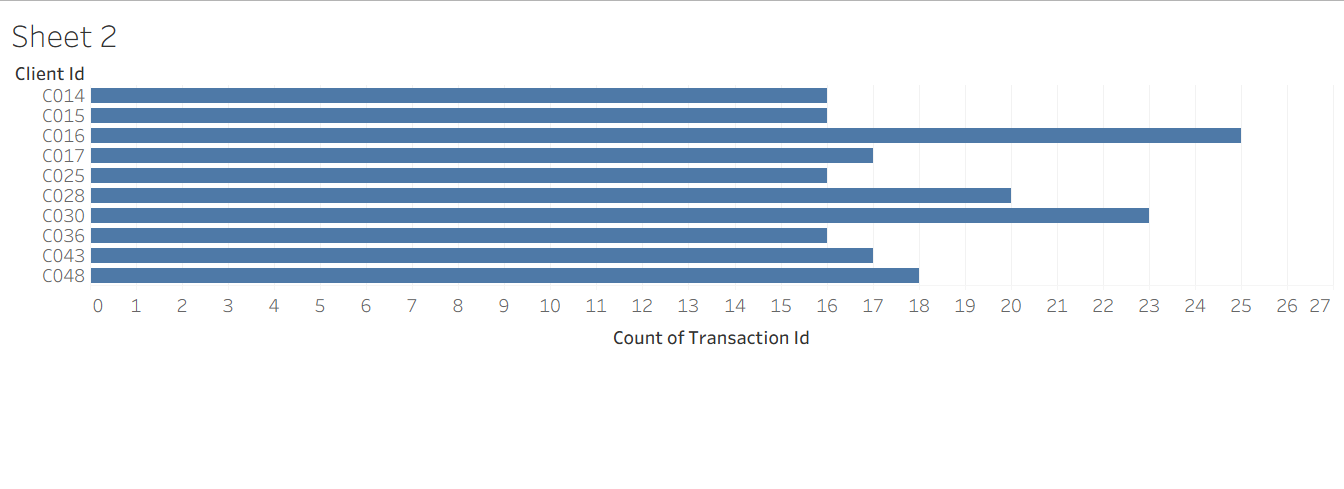 Sheet 2
Client Id
C014
C015
C016
C017
C025
C028
C030
C036
C043
C048
0 1 2 3 4 5 6 7 8 9 10 11 12 13 14 15 16 17 18 19 20 21 22 23 24 25 26 27
Count of Transaction Id